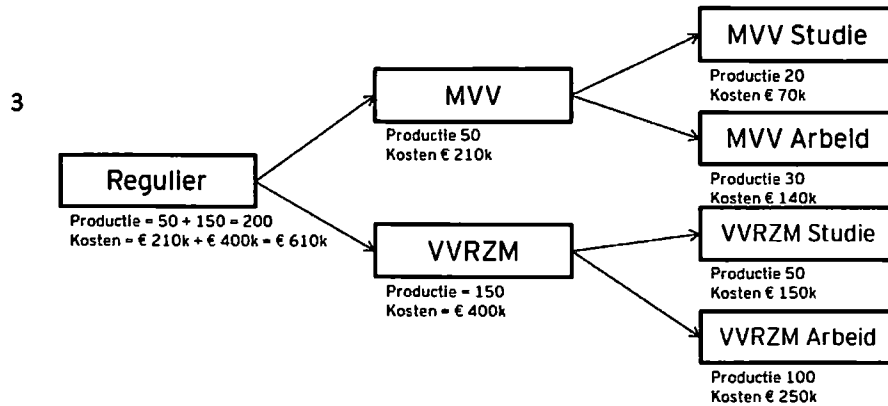 3
Regulier
Productie = 50 + 150 = 200
Kosten = € 210k + € 400k = € 610k
MVV
Productie 50
Kosten € 210k
VVRZM
Productie = 150
Kosten = € 400k
MVV Studie
Productie 20
Kosten € 70k
MVV Arbeid
Productie 30
Kosten € 140k
VVRZM Studie
Productie 50
Kosten € 150k
VVRZM Arbeid
Productie 100
Kosten € 250k